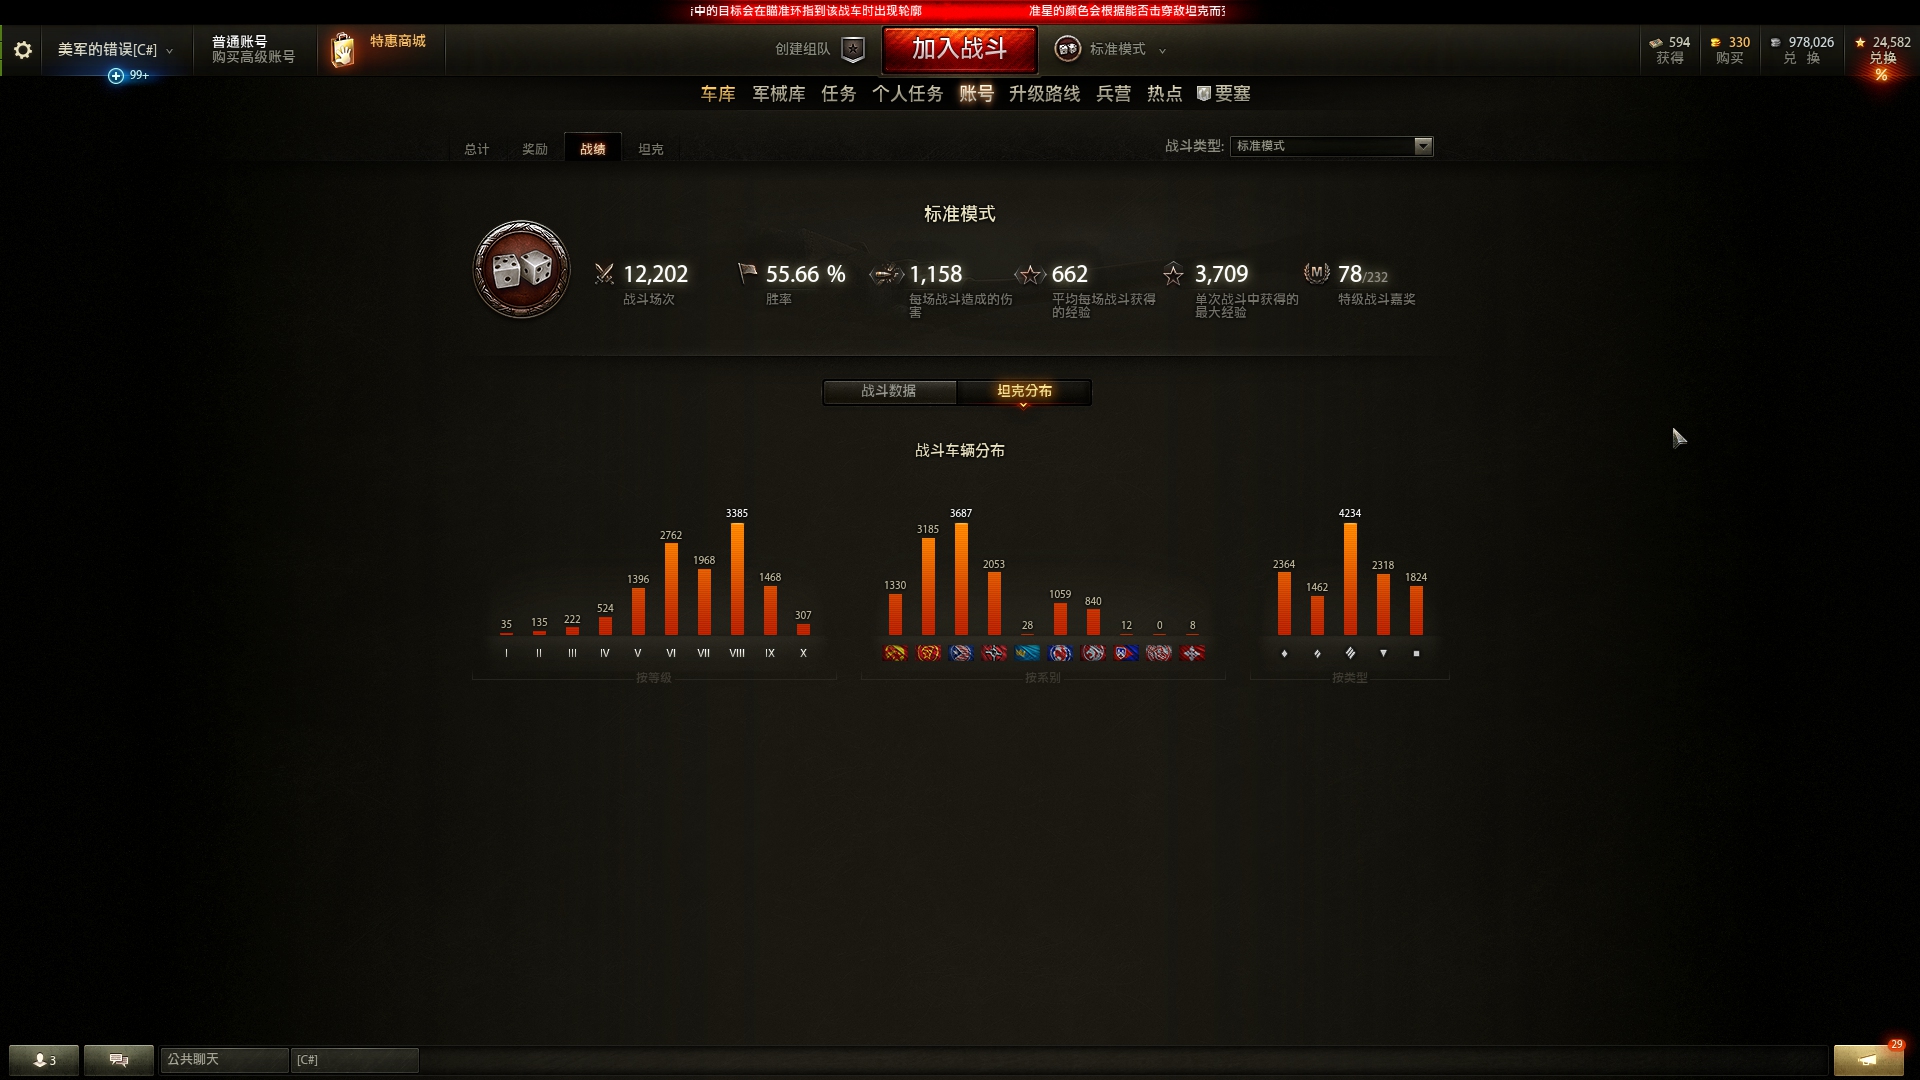 中的目标会在瞄准环指到该战车时出现轮廓 准星的颜色会根据能否击穿敌坦克而
美军的错误[C#]
99+
普通账号
购买高级账号
特惠商城
创建组队
加入战斗
标准模式
594
获得
330
购买
978,026
兑 换
24,582
兑换
%
车库 军械库 任务 个人任务 账号 升级路线 兵营 热点 要塞
总计 奖励 战绩 坦克
战斗类型: 标准模式
标准模式
12,202
战斗场次
55.66 %
胜率
1,158
每场战斗造成的伤
害
662
平均每场战斗获得
的经验
3,709
单次战斗中获得的
最大经验
M
78/232
特级战斗嘉奖
战斗数据 坦克分布
战斗车辆分布
35 135 222 524 1396 2762 1968 3385 1468 307
I II III IV V VI VII VIII IX X
按等级
1330 3185 3687 2053 28 1059 840 12 0 8
按系别
2364 1462 4234 2318 1824
按类型
3
公共聊天
[C#]
29